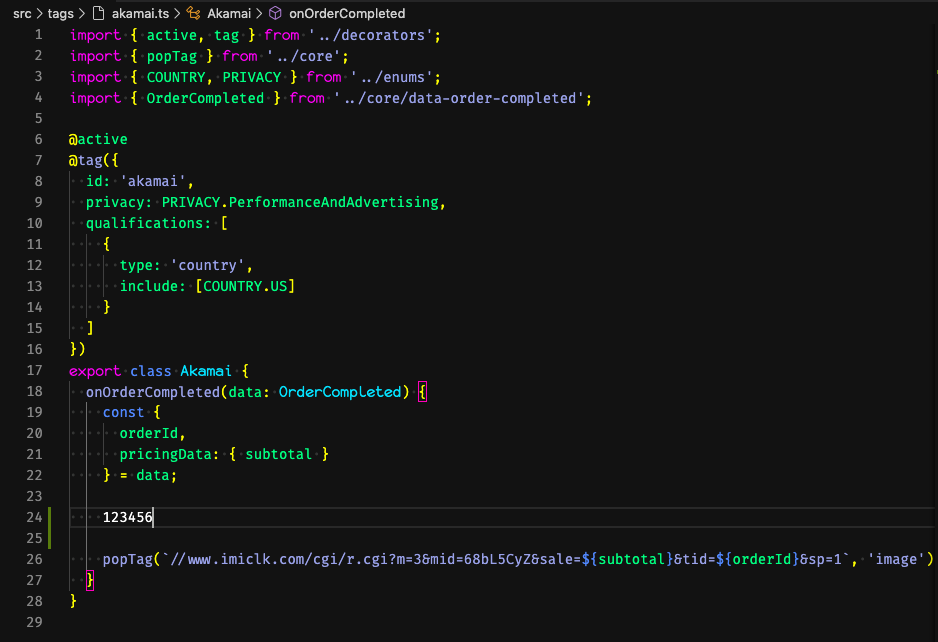 src > tags > akamai.ts > Akamai > onOrderCompleted
1 import { active, tag } from '../decorators';
2 import { popTag } from '../core';
3 import { COUNTRY, PRIVACY } from '../enums';
4 import { OrderCompleted } from '../core/data-order-completed';
5
6 @active
7 @tag({
8   id: 'akamai',
9   privacy: PRIVACY.PerformanceAndAdvertising,
10   qualifications: [
11     {
12       type: 'country',
13       include: [COUNTRY.US]
14     }
15   ]
16 })
17 export class Akamai {
18   onOrderCompleted(data: OrderCompleted) {
19     const {
20       orderId,
21       pricingData: { subtotal }
22     } = data;
23
24     123456
25
26     popTag(`//www.imiclk.com/cgi/r.cgi?m=3&mid=68bL5CyZ&sale=${subtotal}&tid=${orderId}&sp=1`, 'image')
27   }
28 }
29